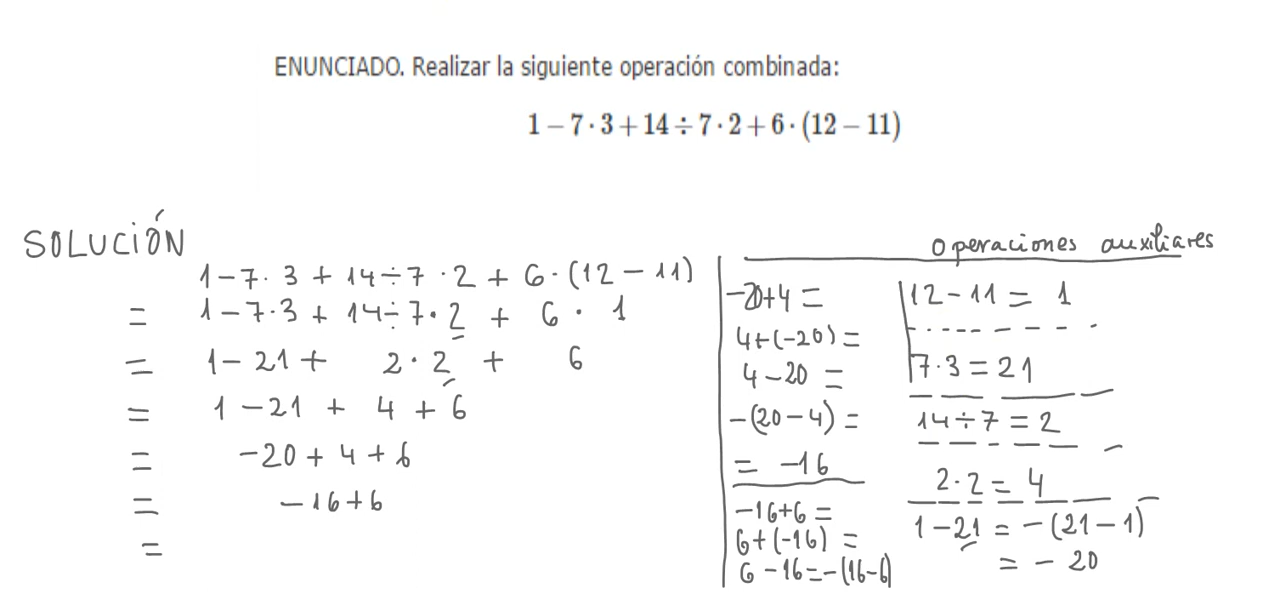 ENUNCIADO. Realizar la siguiente operación combinada:
1 − 7 · 3 + 14 ÷ 7 · 2 + 6 · (12 − 11)
SOLUCIÓN
1 − 7 · 3 + 14 ÷ 7 · 2 + 6 · (12 − 11)
= 1 − 7 · 3 + 14 ÷ 7 · 2 + 6 · 1
= 1 − 21 + 2 · 2 + 6
= 1 − 21 + 4 + 6
= −20 + 4 + 6
= −16 + 6
=
Operaciones auxiliares
−20 + 4 =
4 + (−20) =
4 − 20 =
−(20 − 4) =
= −16
−16 + 6 =
6 + (−16) =
6 − 16 = −(16 − 6)
12 − 11 = 1
7 · 3 = 21
14 ÷ 7 = 2
2 · 2 = 4
1 − 21 = −(21 − 1)
= −20